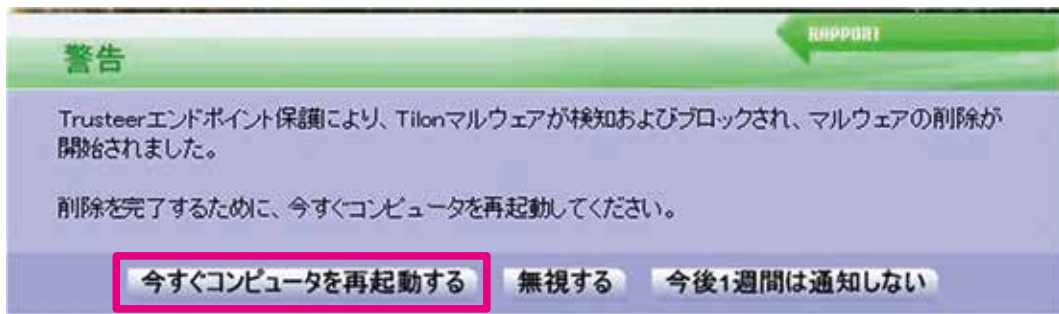 RAPPORT
警告
Trusteerエンドポイント保護により、Tilonマルウェアが検知およびブロックされ、マルウェアの削除が
開始されました。
削除を完了するために、今すぐコンピュータを再起動してください。
今すぐコンピュータを再起動する 無視する 今後1週間は通知しない